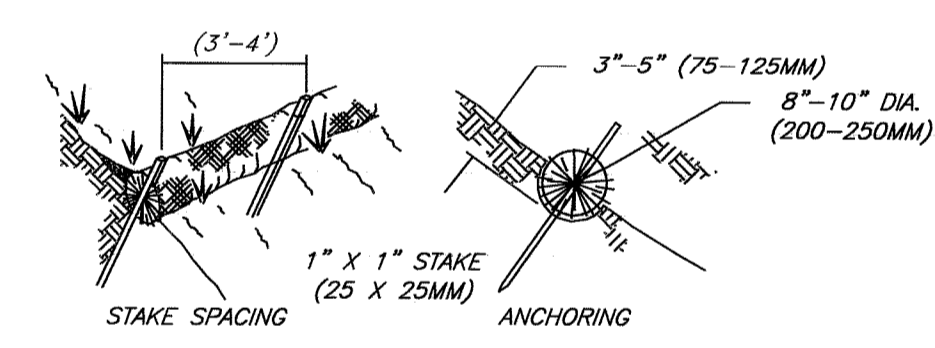 (3'-4')
3"-5" (75-125MM)
8"-10" DIA.
(200-250MM)
1" X 1" STAKE
(25 X 25MM)
STAKE SPACING
ANCHORING